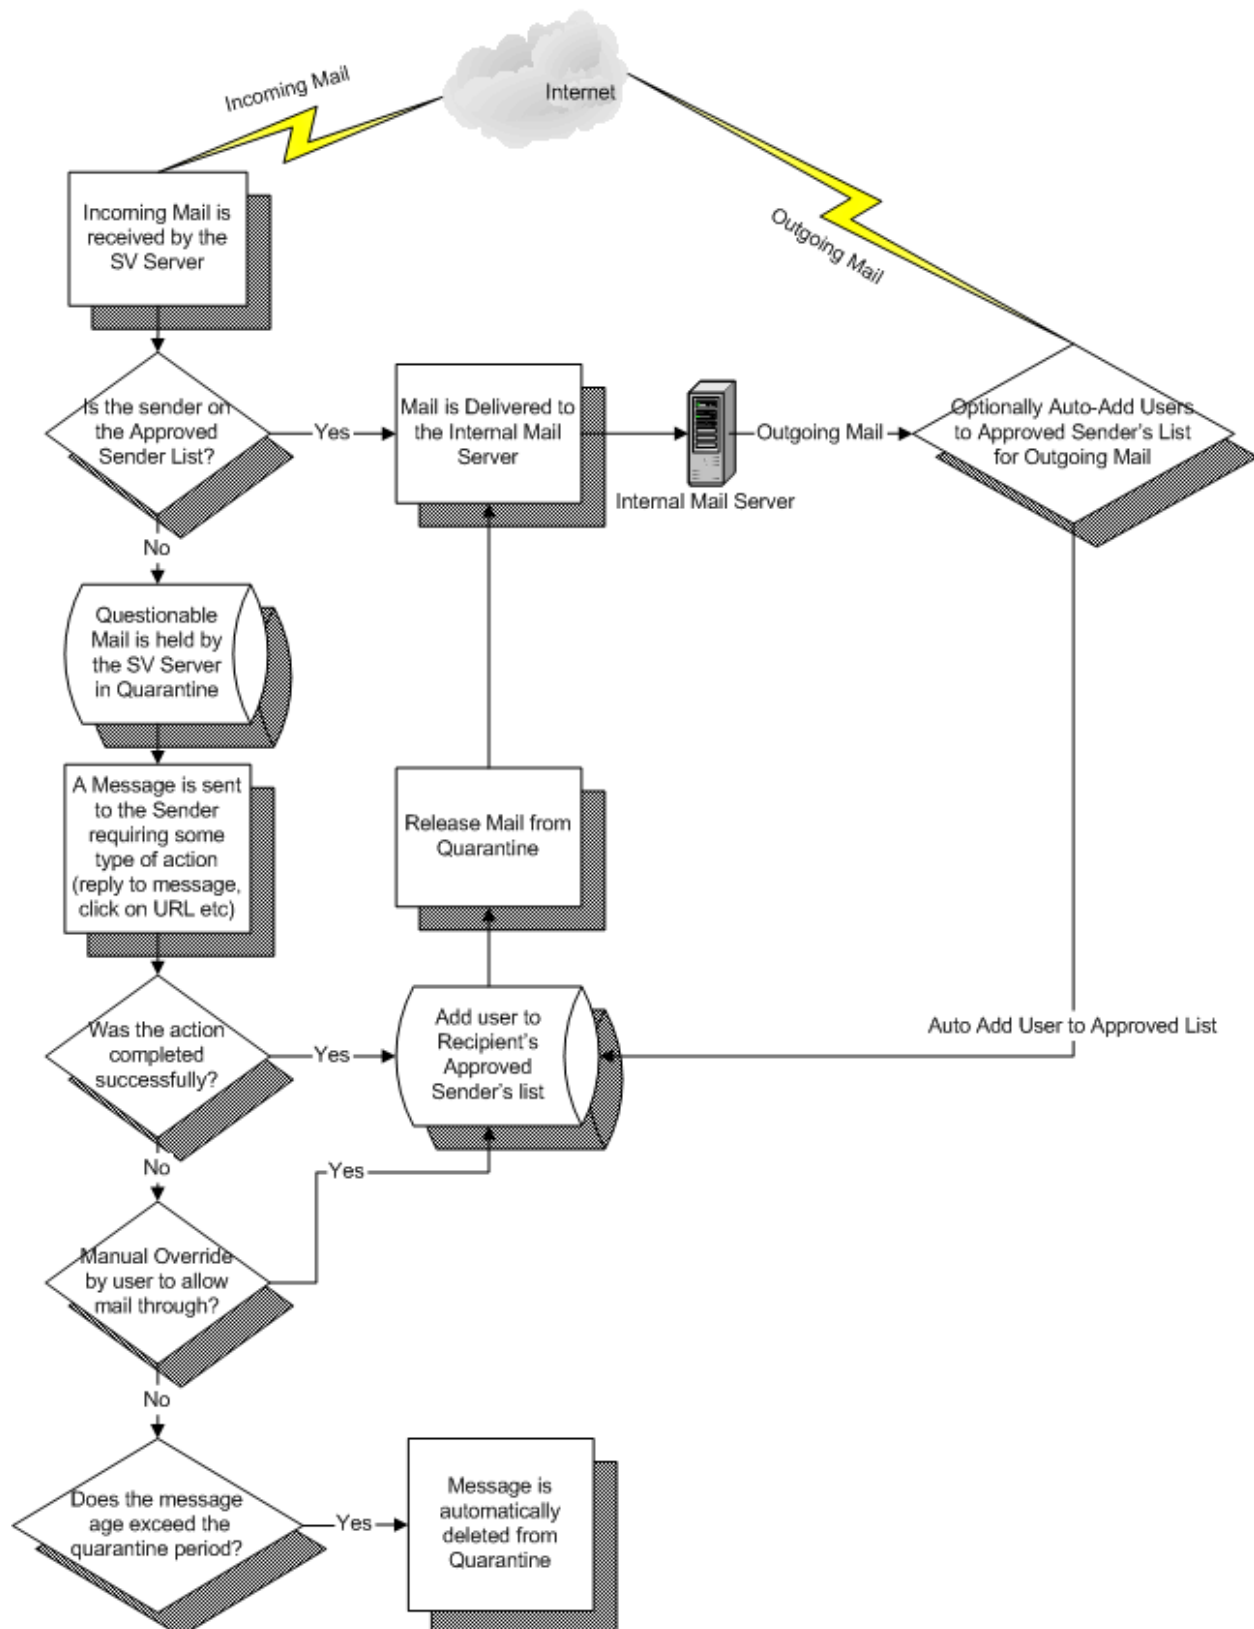 Internet
Incoming Mail
Outgoing Mail
Incoming Mail is
received by the
SV Server
Is the sender on
the Approved
Sender List?
Yes
Mail is Delivered to
the Internal Mail
Server
Internal Mail Server
Outgoing Mail
Optionally Auto-Add Users
to Approved Sender's List
for Outgoing Mail
No
Questionable
Mail is held by
the SV Server
in Quarantine
A Message is sent
to the Sender
requiring some
type of action
(reply to message,
click on URL etc)
Release Mail from
Quarantine
Was the action
completed
successfully?
Yes
Add user to
Recipient's
Approved
Sender's list
Auto Add User to Approved List
No
Yes
Manual Override
by user to allow
mail through?
No
Does the message
age exceed the
quarantine period?
Yes
Message is
automatically
deleted from
Quarantine